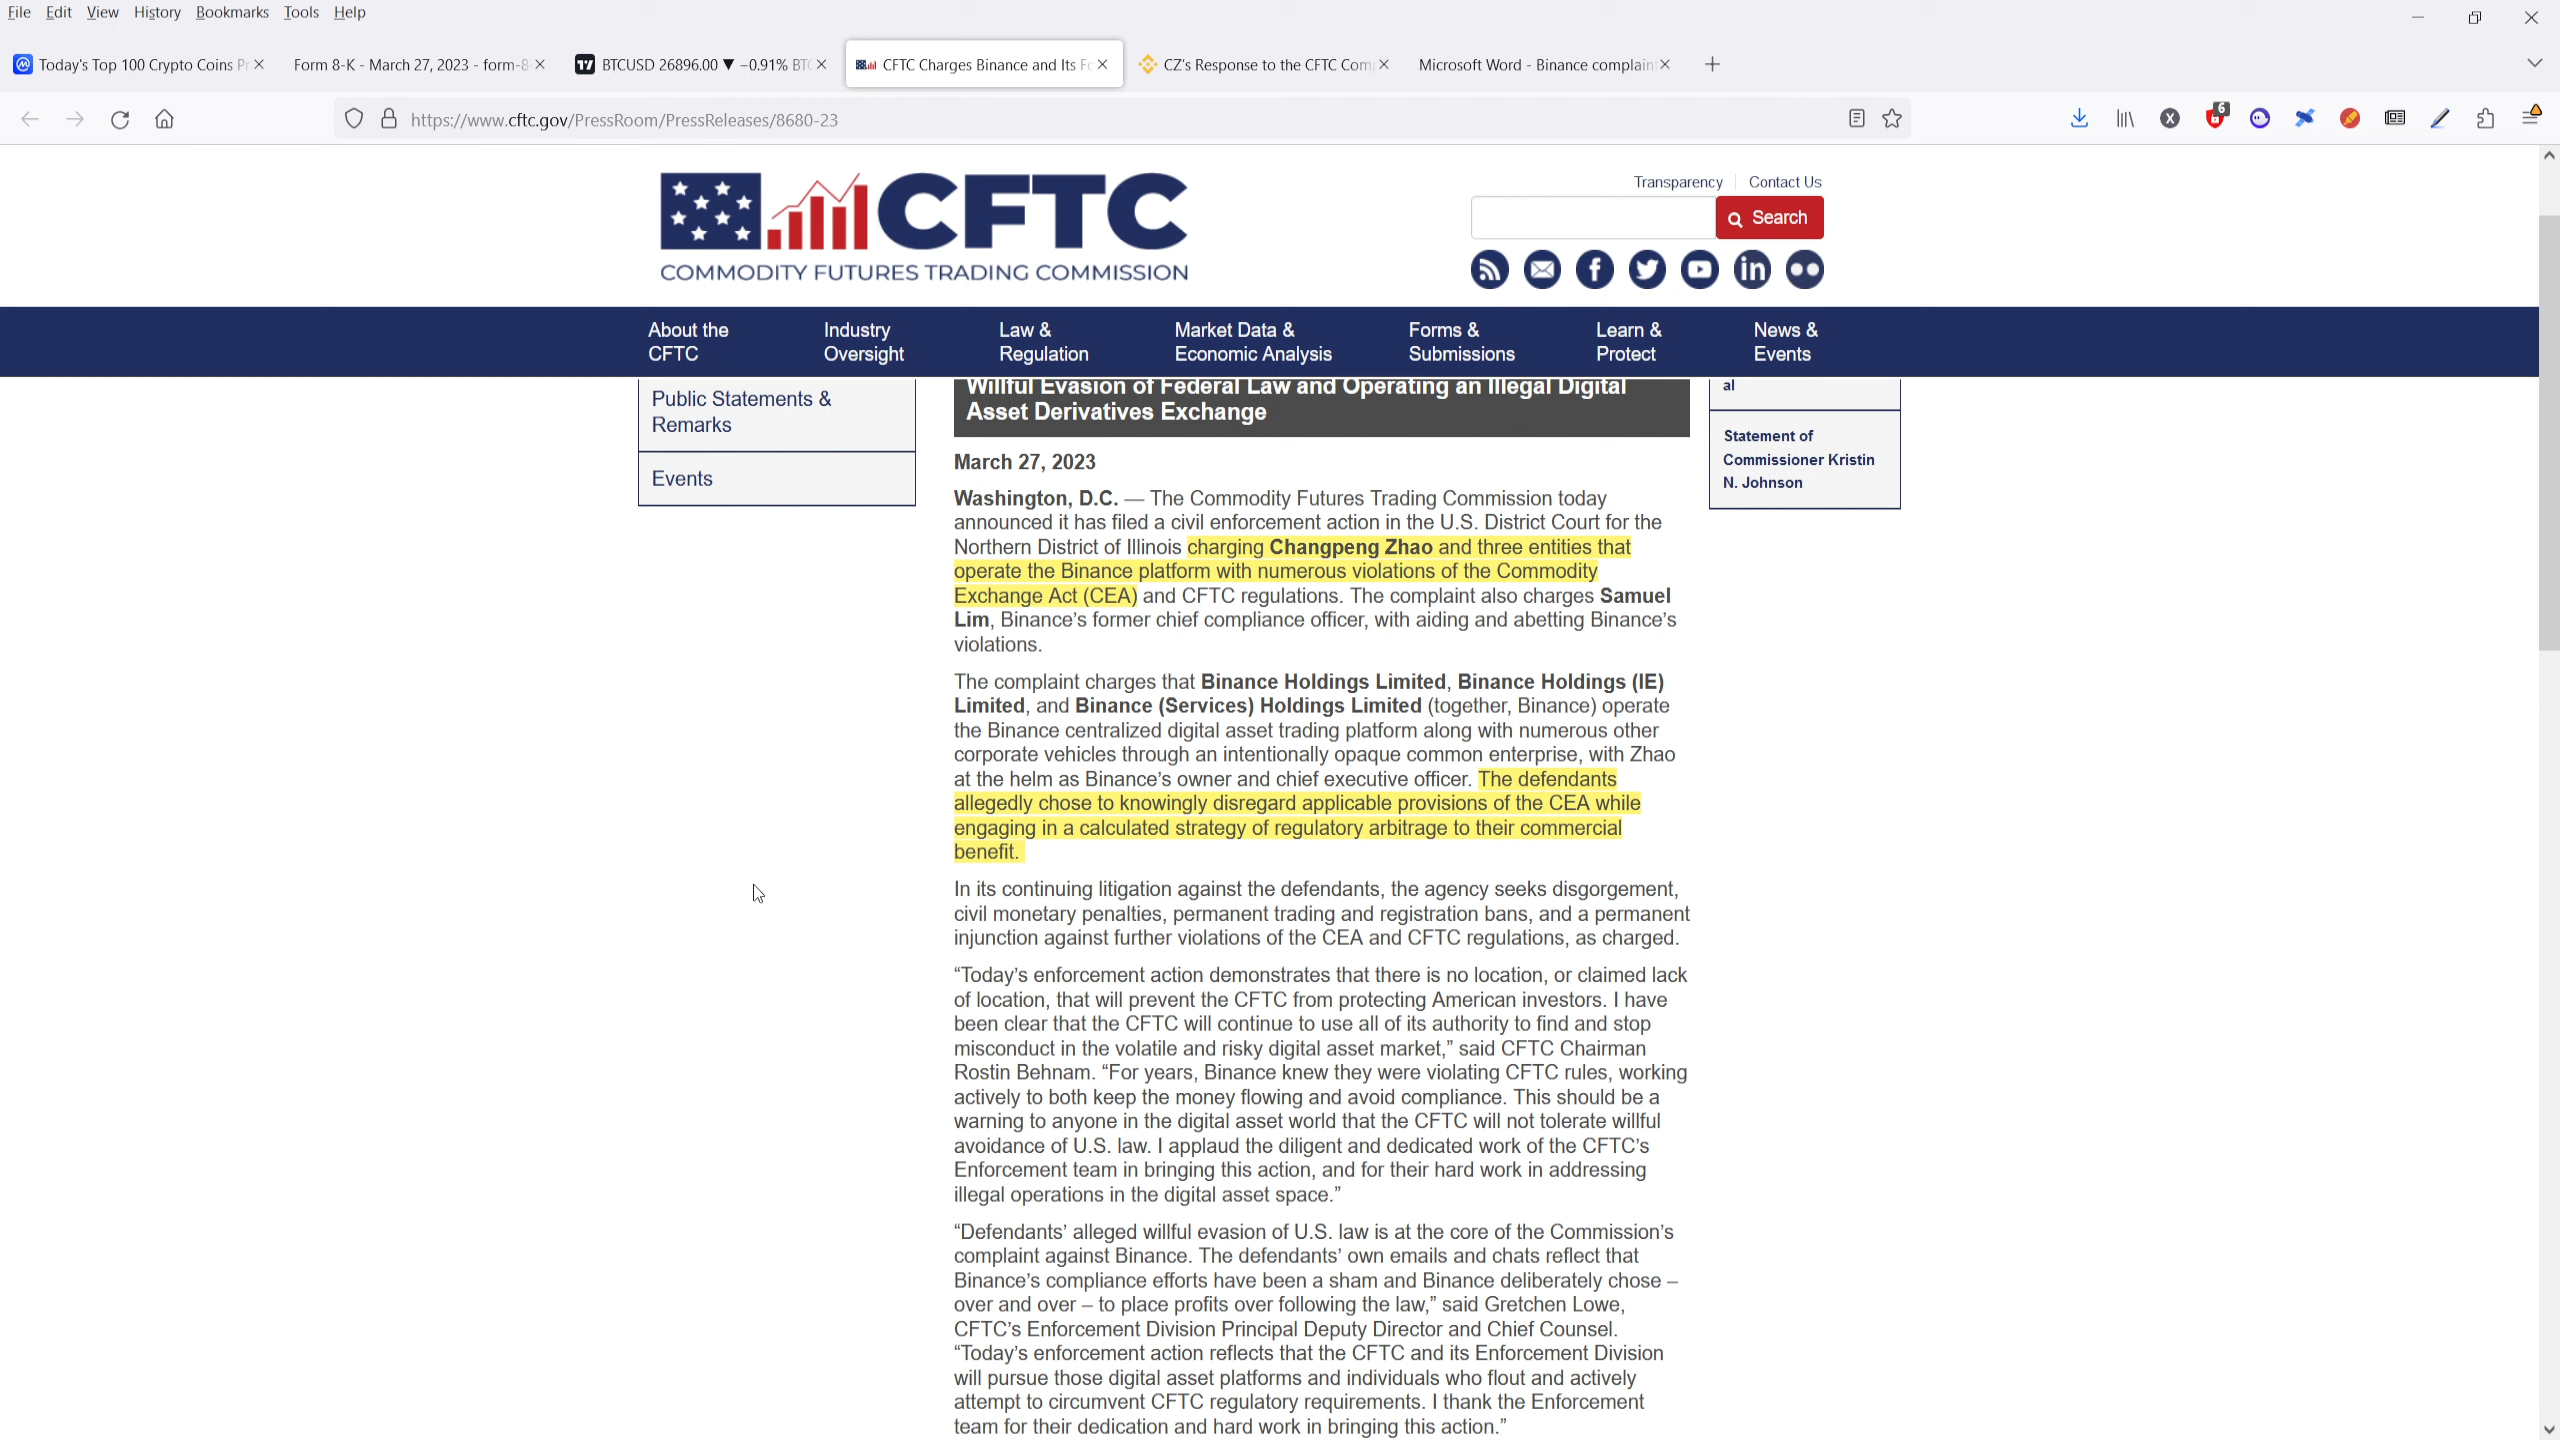 File Edit View History Bookmarks Tools Help
Today's Top 100 Crypto Coins
Form 8-K - March 27, 2023 - form-8
BTCUSD 26896.00 ▼ −0.91%
CFTC Charges Binance and Its
CZ's Response to the CFTC Com
Microsoft Word - Binance complain
https://www.cftc.gov/PressRoom/PressReleases/8680-23
6
CFTC
COMMODITY FUTURES TRADING COMMISSION
Transparency
Contact Us
Search
About the
CFTC
Industry
Oversight
Law &
Regulation
Market Data &
Economic Analysis
Forms &
Submissions
Learn &
Protect
News &
Events
Public Statements &
Remarks
Events
Willful Evasion of Federal Law and Operating an Illegal Digital
Asset Derivatives Exchange
March 27, 2023
Washington, D.C. — The Commodity Futures Trading Commission today
announced it has filed a civil enforcement action in the U.S. District Court for the
Northern District of Illinois charging Changpeng Zhao and three entities that
operate the Binance platform with numerous violations of the Commodity
Exchange Act (CEA) and CFTC regulations. The complaint also charges Samuel
Lim, Binance’s former chief compliance officer, with aiding and abetting Binance’s
violations.
The complaint charges that Binance Holdings Limited, Binance Holdings (IE)
Limited, and Binance (Services) Holdings Limited (together, Binance) operate
the Binance centralized digital asset trading platform along with numerous other
corporate vehicles through an intentionally opaque common enterprise, with Zhao
at the helm as Binance’s owner and chief executive officer. The defendants
allegedly chose to knowingly disregard applicable provisions of the CEA while
engaging in a calculated strategy of regulatory arbitrage to their commercial
benefit.
In its continuing litigation against the defendants, the agency seeks disgorgement,
civil monetary penalties, permanent trading and registration bans, and a permanent
injunction against further violations of the CEA and CFTC regulations, as charged.
“Today’s enforcement action demonstrates that there is no location, or claimed lack
of location, that will prevent the CFTC from protecting American investors. I have
been clear that the CFTC will continue to use all of its authority to find and stop
misconduct in the volatile and risky digital asset market,” said CFTC Chairman
Rostin Behnam. “For years, Binance knew they were violating CFTC rules, working
actively to both keep the money flowing and avoid compliance. This should be a
warning to anyone in the digital asset world that the CFTC will not tolerate willful
avoidance of U.S. law. I applaud the diligent and dedicated work of the CFTC’s
Enforcement team in bringing this action, and for their hard work in addressing
illegal operations in the digital asset space.”
“Defendants’ alleged willful evasion of U.S. law is at the core of the Commission’s
complaint against Binance. The defendants’ own emails and chats reflect that
Binance’s compliance efforts have been a sham and Binance deliberately chose –
over and over – to place profits over following the law,” said Gretchen Lowe,
CFTC’s Enforcement Division Principal Deputy Director and Chief Counsel.
“Today’s enforcement action reflects that the CFTC and its Enforcement Division
will pursue those digital asset platforms and individuals who flout and actively
attempt to circumvent CFTC regulatory requirements. I thank the Enforcement
team for their dedication and hard work in bringing this action.”
al
Statement of
Commissioner Kristin
N. Johnson